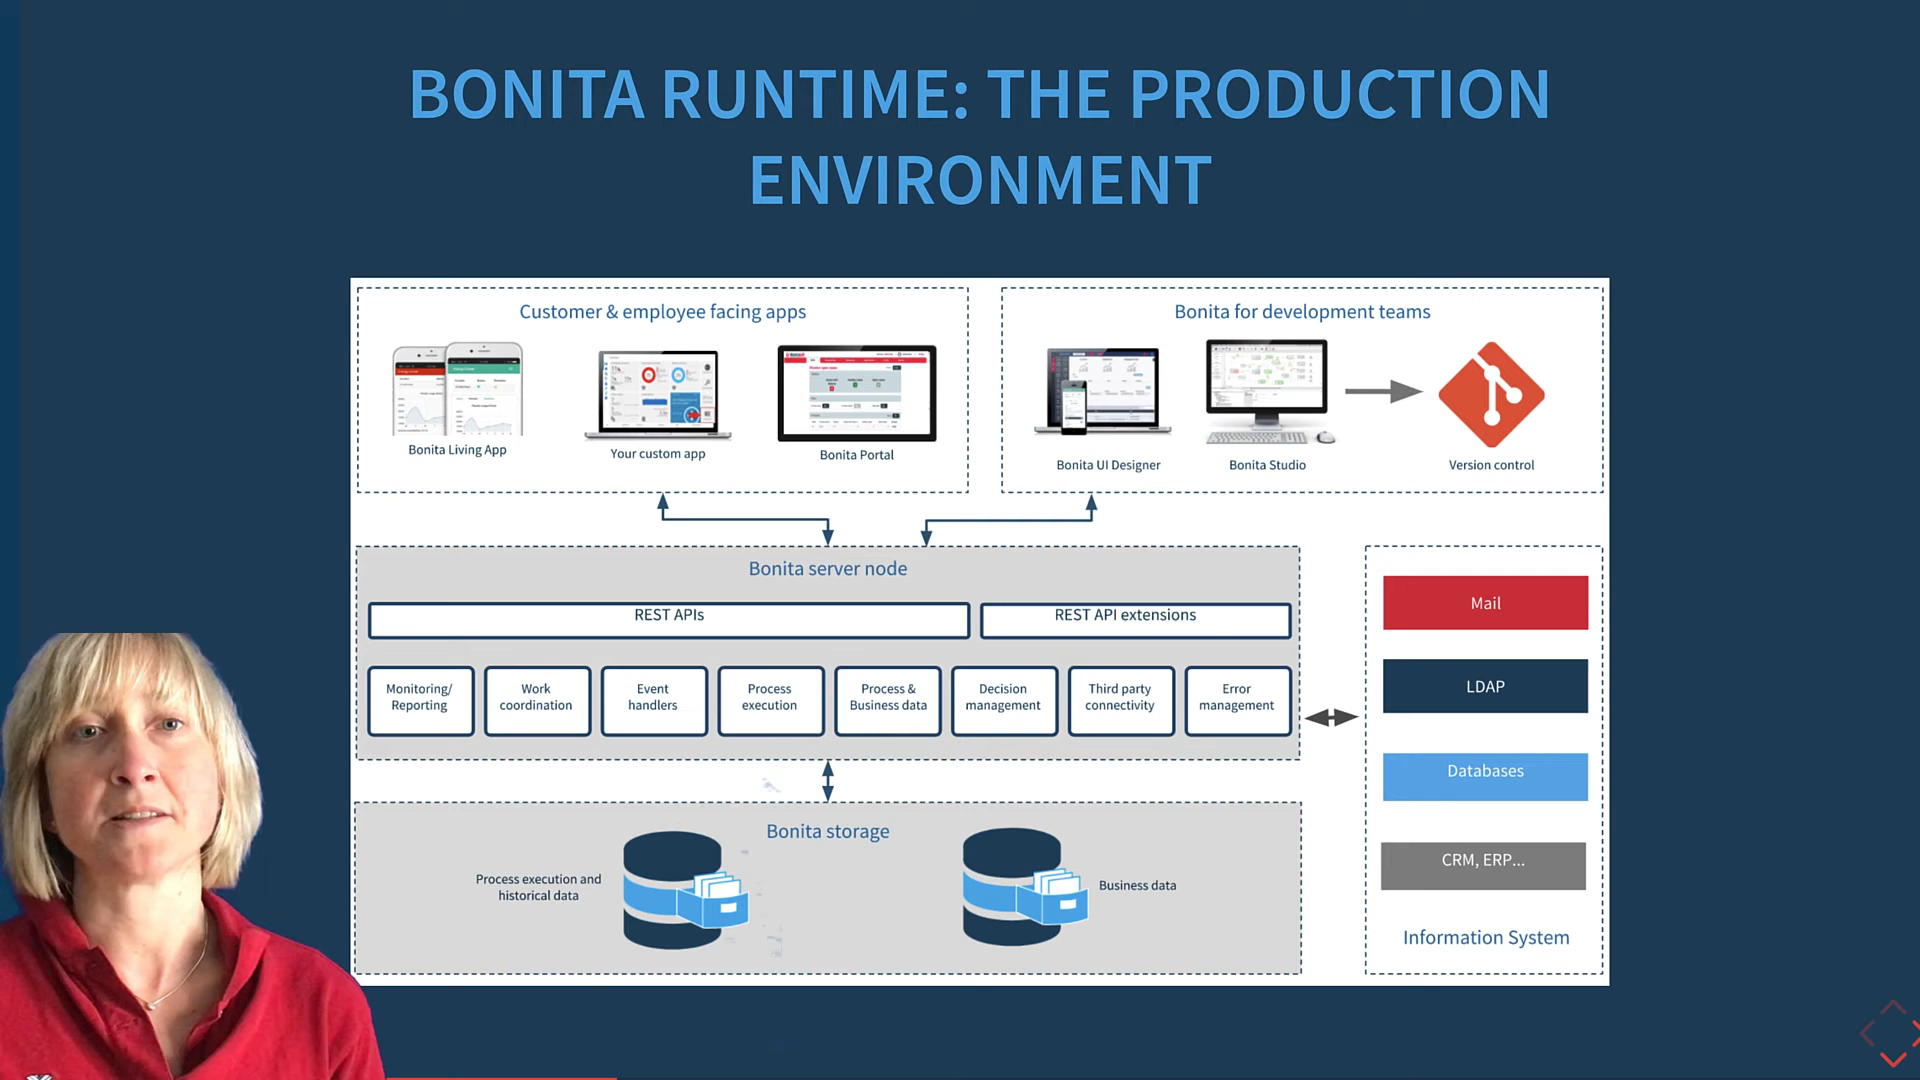 BONITA RUNTIME: THE PRODUCTION
ENVIRONMENT
Customer & employee facing apps
Bonita Living App
Your custom app
Bonita Portal
Bonita for development teams
Bonita UI Designer
Bonita Studio
Version control
Bonita server node
REST APIs
REST API extensions
Monitoring/
Reporting
Work
coordination
Event
handlers
Process
execution
Process &
Business data
Decision
management
Third party
connectivity
Error
management
Bonita storage
Process execution and
historical data
Business data
Mail
LDAP
Databases
CRM, ERP...
Information System